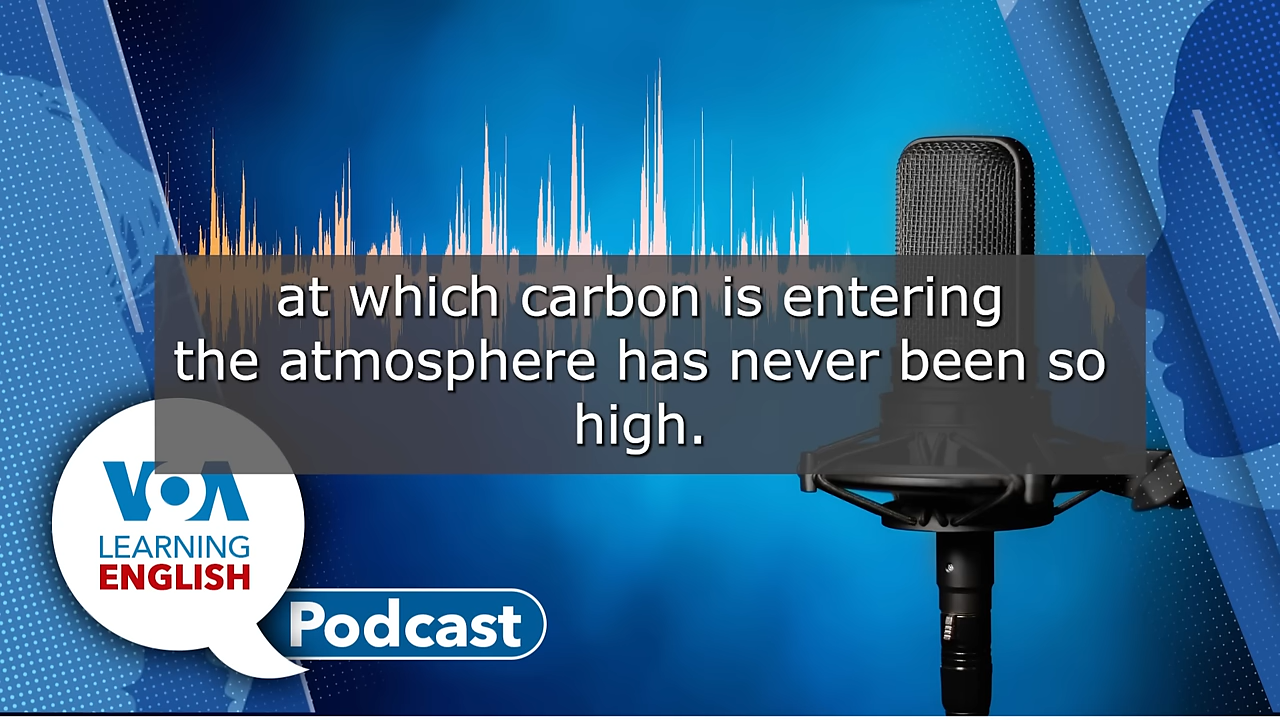 at which carbon is entering
the atmosphere has never been so
high.
VOA
LEARNING
ENGLISH
Podcast